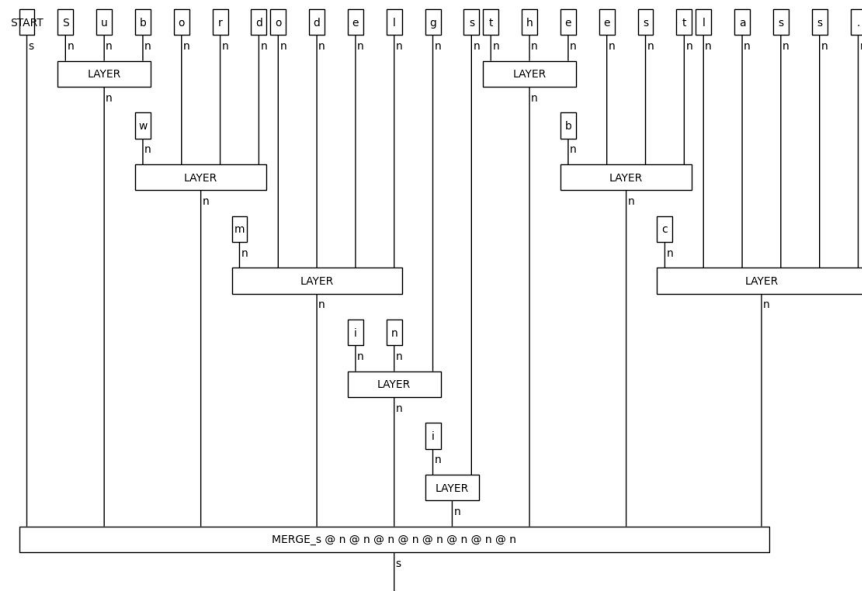 START S u b o r d o d e l g s t h e e s t l a s s .
s n n n n n n n n n n n n n n n n n n n n n n n
LAYER LAYER
n n
w b
n n
LAYER LAYER
n n
m c
n n
LAYER LAYER
n n
i n
n n
LAYER
n
i
n
LAYER
n
MERGE_s @ n @ n @ n @ n @ n @ n @ n @ n
s